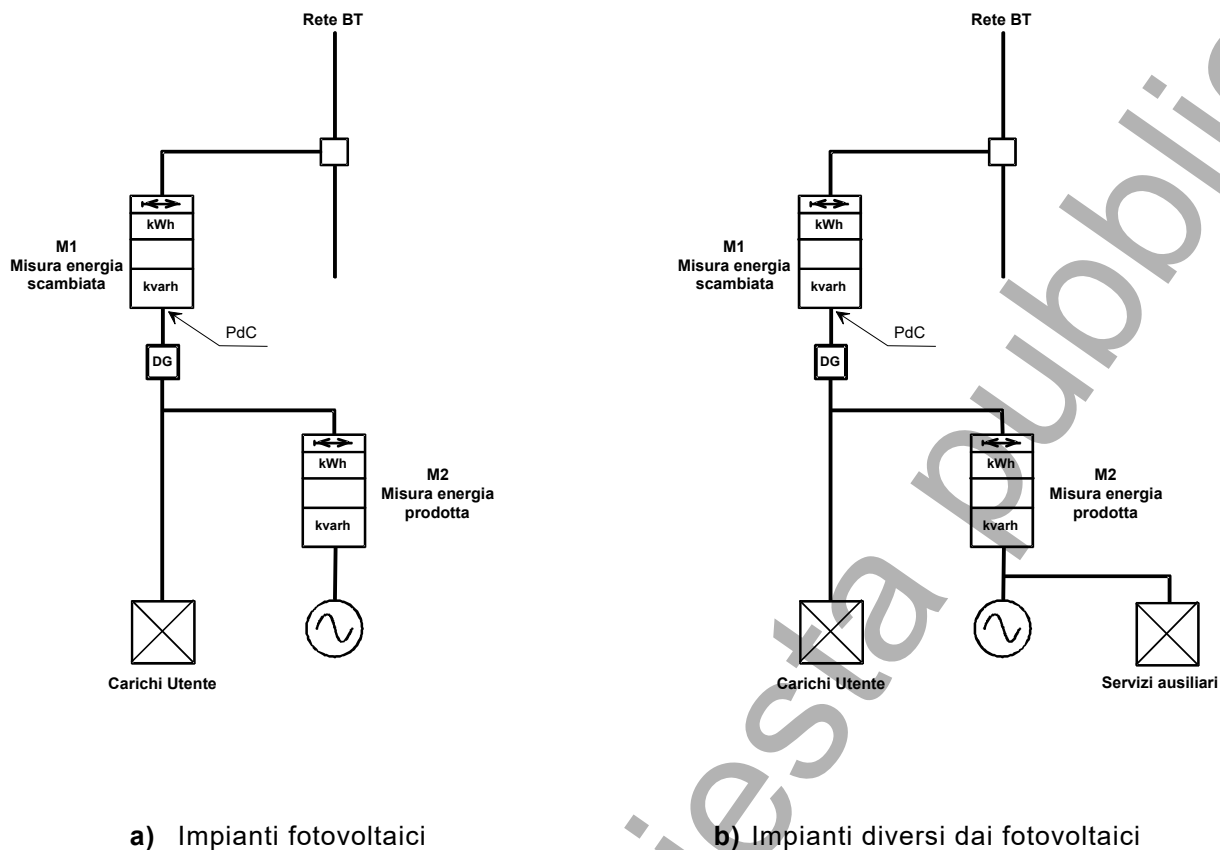 Rete BT
kWh
kvarh
M1
Misura energia
scambiata
PdC
DG
kWh
kvarh
M2
Misura energia
prodotta
Carichi Utente
a) Impianti fotovoltaici
Rete BT
kWh
kvarh
M1
Misura energia
scambiata
PdC
DG
kWh
kvarh
M2
Misura energia
prodotta
Carichi Utente
Servizi ausiliari
b) Impianti diversi dai fotovoltaici
iesta pubblic